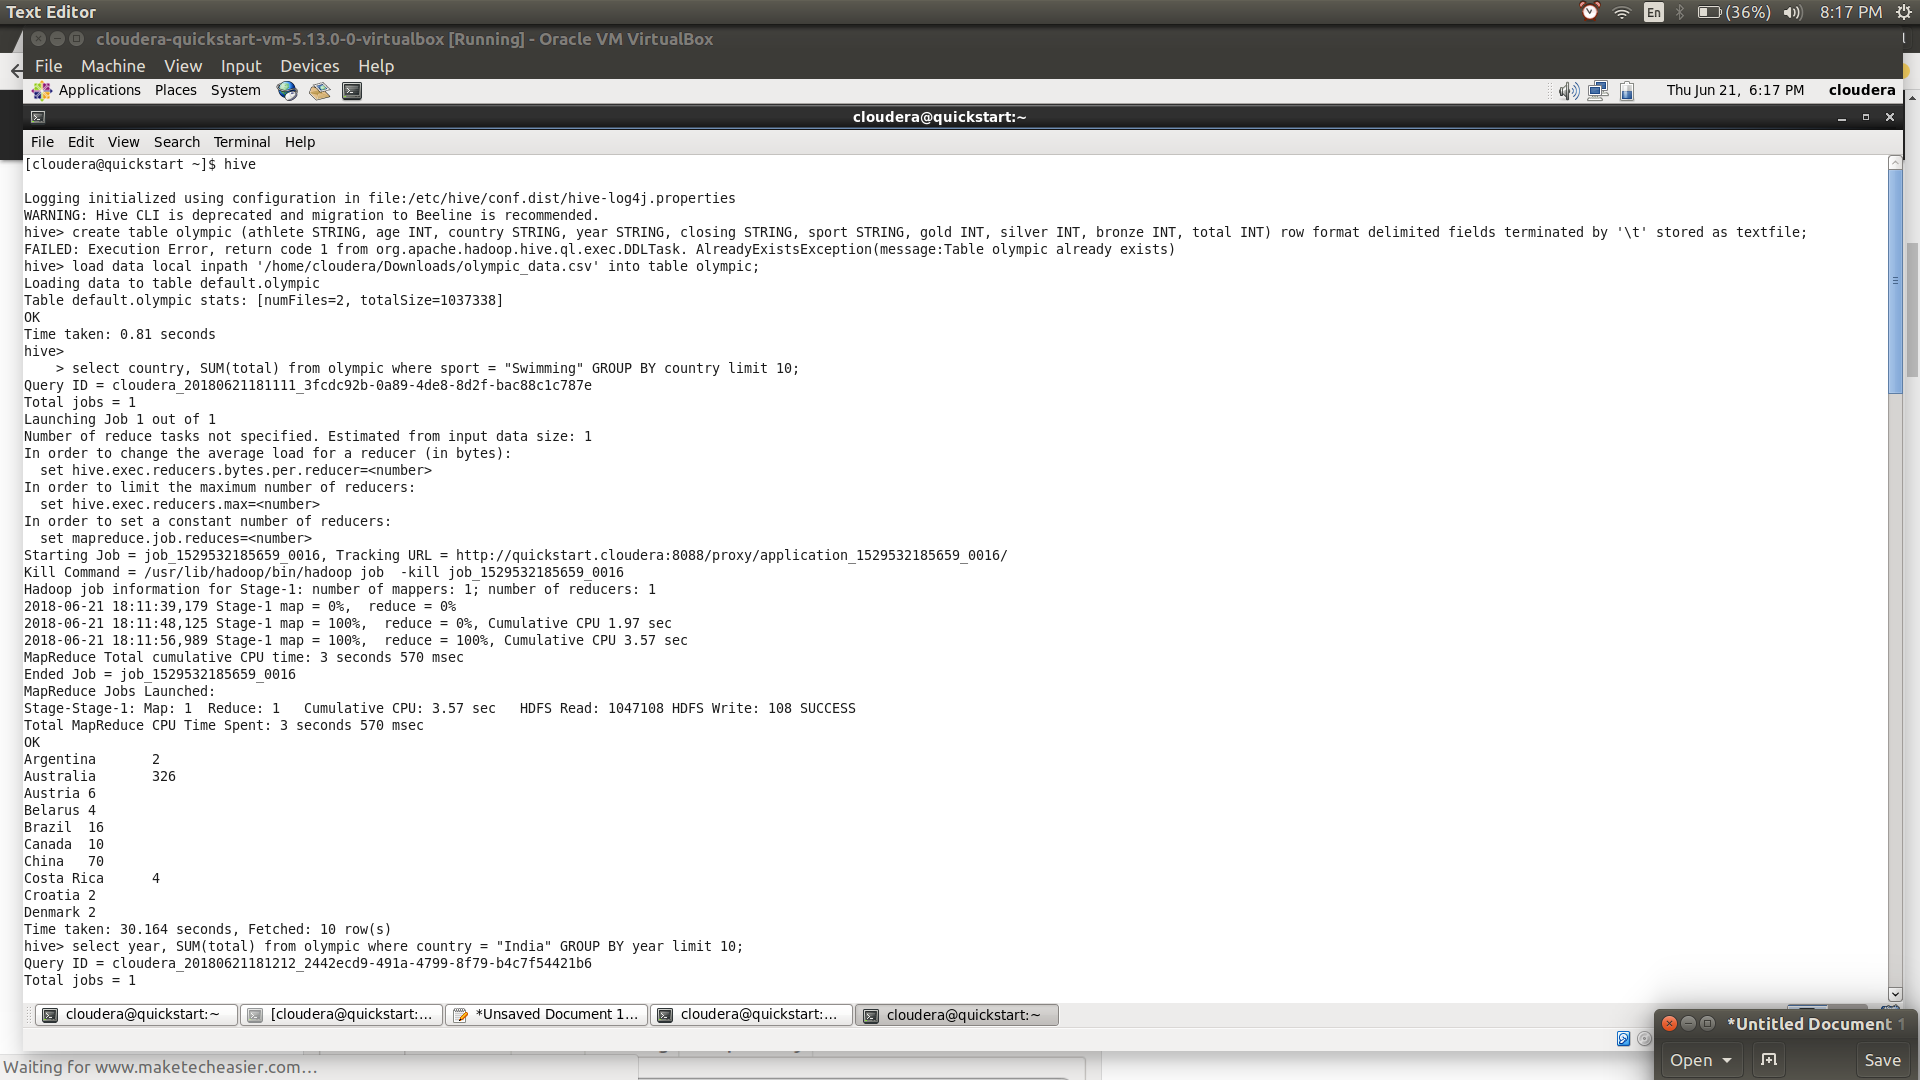 Text Editor
En
(36%)
8:17 PM
cloudera-quickstart-vm-5.13.0-0-virtualbox [Running] - Oracle VM VirtualBox
File Machine View Input Devices Help
Applications Places System
Thu Jun 21, 6:17 PM cloudera
cloudera@quickstart:~
File Edit View Search Terminal Help
[cloudera@quickstart ~]$ hive
Logging initialized using configuration in file:/etc/hive/conf.dist/hive-log4j.properties
WARNING: Hive CLI is deprecated and migration to Beeline is recommended.
hive> create table olympic (athlete STRING, age INT, country STRING, year STRING, closing STRING, sport STRING, gold INT, silver INT, bronze INT, total INT) row format delimited fields terminated by '\t' stored as textfile;
FAILED: Execution Error, return code 1 from org.apache.hadoop.hive.ql.exec.DDLTask. AlreadyExistsException(message:Table olympic already exists)
hive> load data local inpath '/home/cloudera/Downloads/olympic_data.csv' into table olympic;
Loading data to table default.olympic
Table default.olympic stats: [numFiles=2, totalSize=1037338]
OK
Time taken: 0.81 seconds
hive>
    > select country, SUM(total) from olympic where sport = "Swimming" GROUP BY country limit 10;
Query ID = cloudera_20180621181111_3fcdc92b-0a89-4de8-8d2f-bac88c1c787e
Total jobs = 1
Launching Job 1 out of 1
Number of reduce tasks not specified. Estimated from input data size: 1
In order to change the average load for a reducer (in bytes):
  set hive.exec.reducers.bytes.per.reducer=<number>
In order to limit the maximum number of reducers:
  set hive.exec.reducers.max=<number>
In order to set a constant number of reducers:
  set mapreduce.job.reduces=<number>
Starting Job = job_1529532185659_0016, Tracking URL = http://quickstart.cloudera:8088/proxy/application_1529532185659_0016/
Kill Command = /usr/lib/hadoop/bin/hadoop job  -kill job_1529532185659_0016
Hadoop job information for Stage-1: number of mappers: 1; number of reducers: 1
2018-06-21 18:11:39,179 Stage-1 map = 0%,  reduce = 0%
2018-06-21 18:11:48,125 Stage-1 map = 100%,  reduce = 0%, Cumulative CPU 1.97 sec
2018-06-21 18:11:56,989 Stage-1 map = 100%,  reduce = 100%, Cumulative CPU 3.57 sec
MapReduce Total cumulative CPU time: 3 seconds 570 msec
Ended Job = job_1529532185659_0016
MapReduce Jobs Launched:
Stage-Stage-1: Map: 1  Reduce: 1   Cumulative CPU: 3.57 sec   HDFS Read: 1047108 HDFS Write: 108 SUCCESS
Total MapReduce CPU Time Spent: 3 seconds 570 msec
OK
Argentina       2
Australia       326
Austria 6
Belarus 4
Brazil  16
Canada  10
China   70
Costa Rica      4
Croatia 2
Denmark 2
Time taken: 30.164 seconds, Fetched: 10 row(s)
hive> select year, SUM(total) from olympic where country = "India" GROUP BY year limit 10;
Query ID = cloudera_20180621181212_2442ecd9-491a-4799-8f79-b4c7f54421b6
Total jobs = 1
cloudera@quickstart:~
[cloudera@quickstart:...
*Unsaved Document 1...
cloudera@quickstart:...
cloudera@quickstart:~
*Untitled Document 1
Open
Save
Waiting for www.maketecheasier.com...